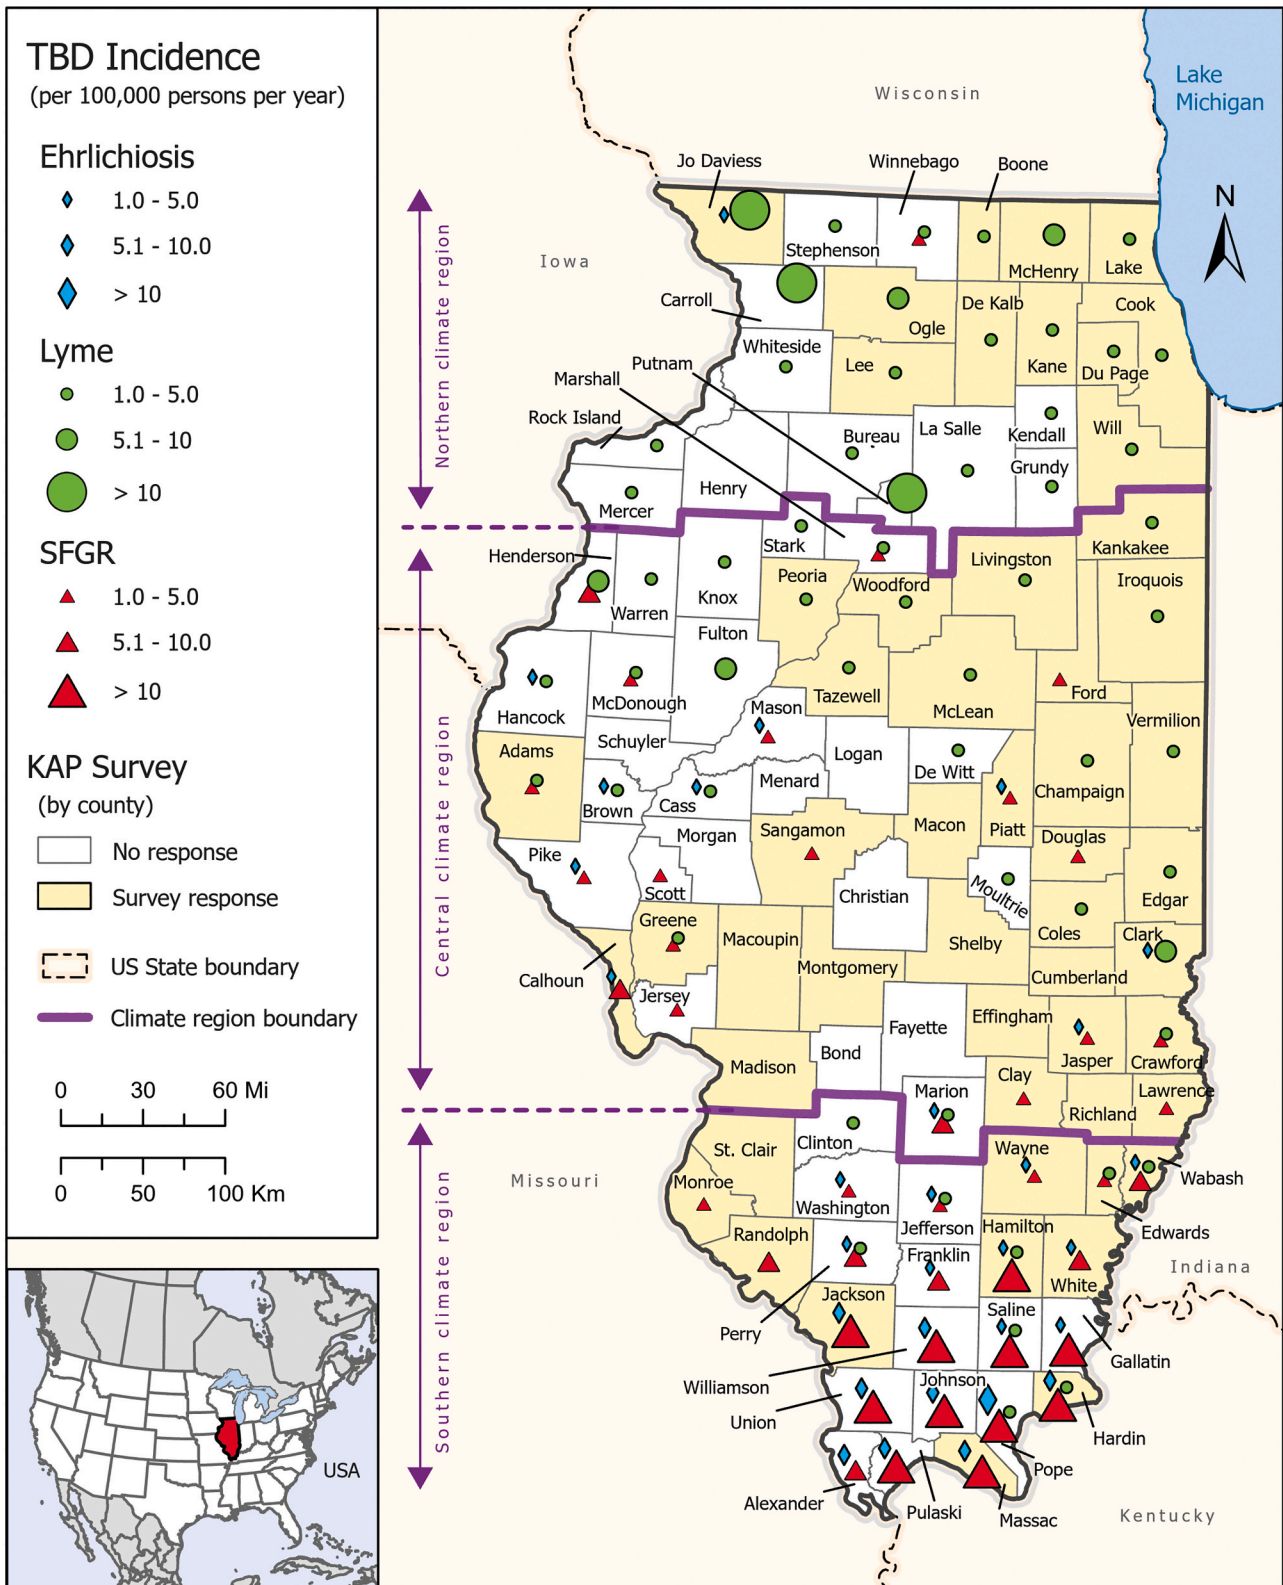 TBD Incidence
(per 100,000 persons per year)
Ehrlichiosis
1.0 - 5.0
5.1 - 10.0
> 10
Lyme
1.0 - 5.0
5.1 - 10
> 10
SFGR
1.0 - 5.0
5.1 - 10.0
> 10
KAP Survey
(by county)
No response
Survey response
US State boundary
Climate region boundary
0 30 60 Mi
0 50 100 Km
USA
Lake
Michigan
N
Wisconsin
Iowa
Missouri
Indiana
Kentucky
Northern climate region
Central climate region
Southern climate region
Jo Daviess
Winnebago
Boone
Stephenson
McHenry
Lake
Carroll
Ogle
De Kalb
Cook
Whiteside
Lee
Kane
Du Page
Putnam
Marshall
Rock Island
Bureau
La Salle
Kendall
Will
Grundy
Henry
Mercer
Stark
Kankakee
Henderson
Warren
Knox
Peoria
Woodford
Livingston
Iroquois
Fulton
Hancock
McDonough
Tazewell
McLean
Ford
Vermilion
Mason
Schuyler
Logan
De Witt
Adams
Menard
Champaign
Brown
Cass
Piatt
Macon
Morgan
Sangamon
Douglas
Pike
Scott
Christian
Moultrie
Edgar
Greene
Macoupin
Shelby
Coles
Clark
Montgomery
Cumberland
Calhoun
Jersey
Fayette
Effingham
Jasper
Crawford
Bond
Madison
Clay
Marion
Richland
Lawrence
Clinton
St. Clair
Wayne
Wabash
Monroe
Washington
Jefferson
Edwards
Randolph
Hamilton
Franklin
White
Perry
Jackson
Saline
Gallatin
Williamson
Johnson
Union
Hardin
Pope
Alexander
Pulaski
Massac